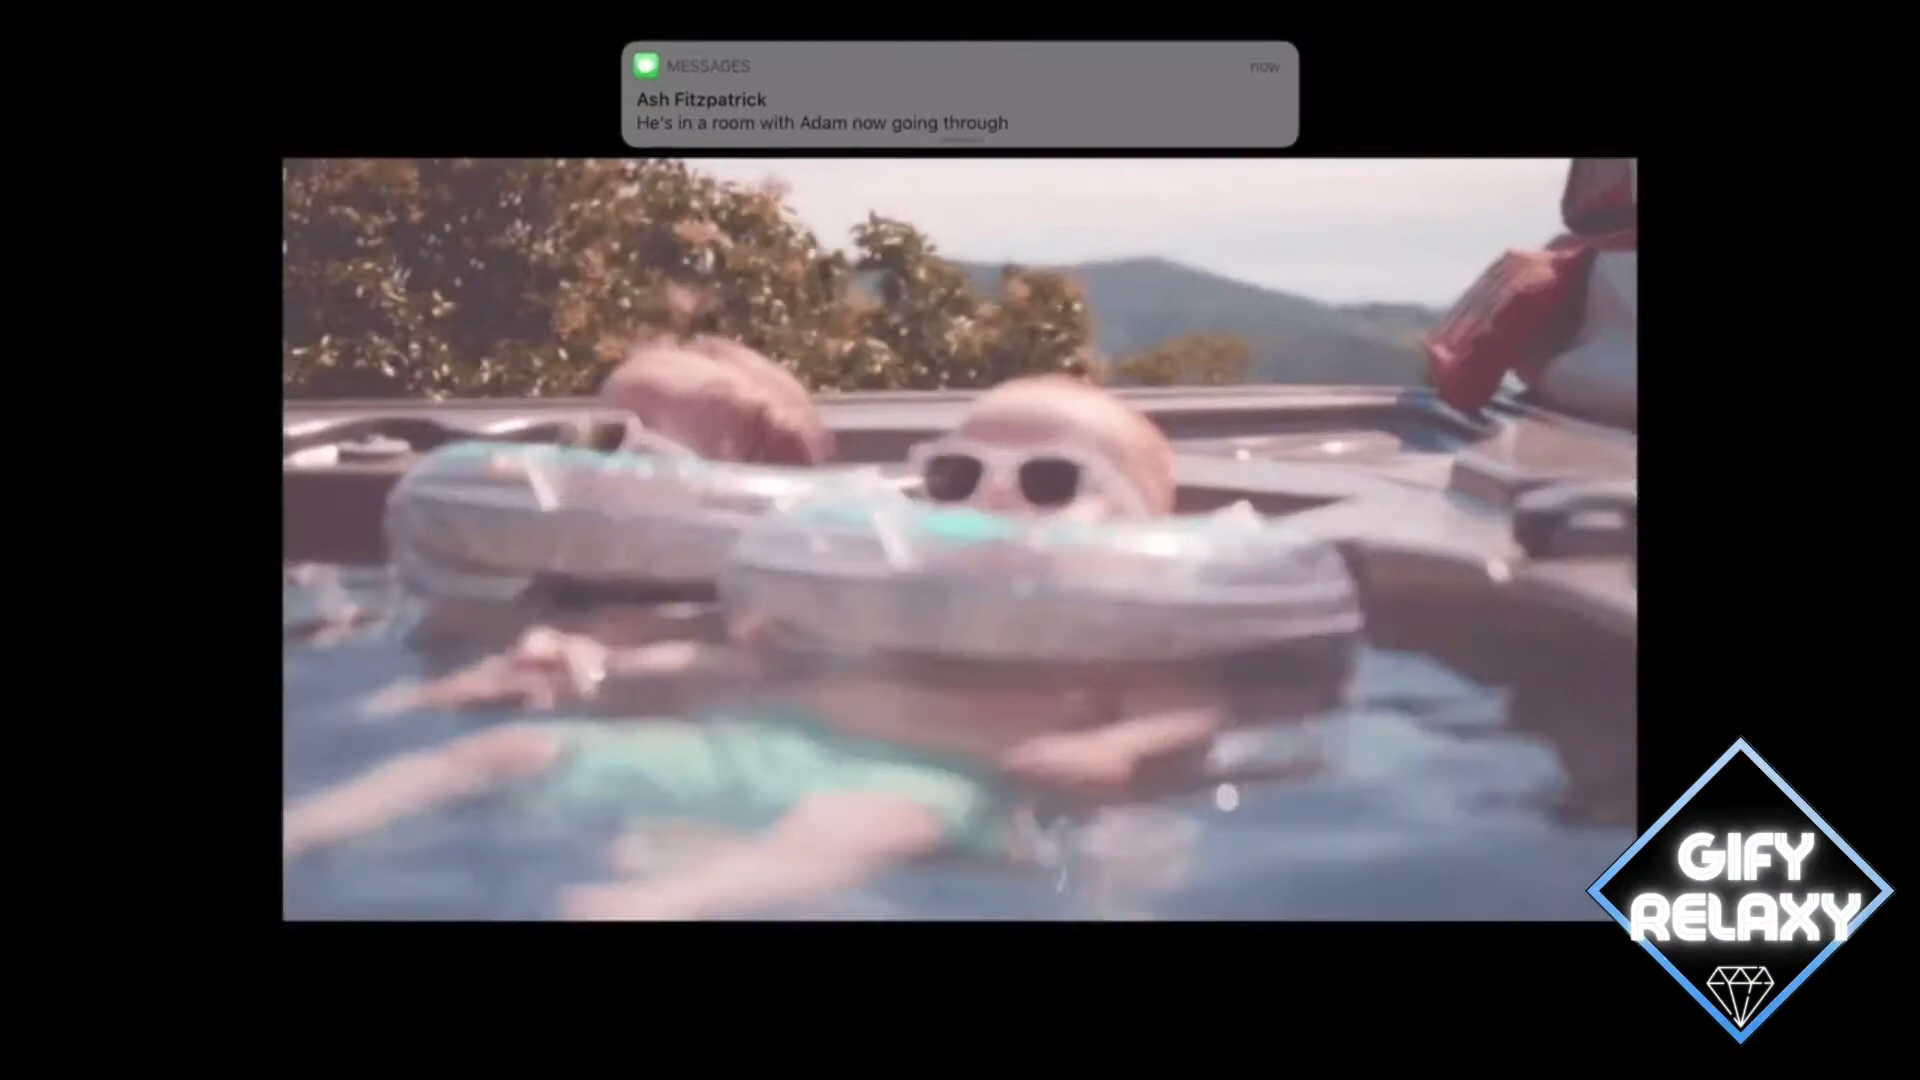 MESSAGES
now
Ash Fitzpatrick
He's in a room with Adam now going through
GIFY
RELAXY